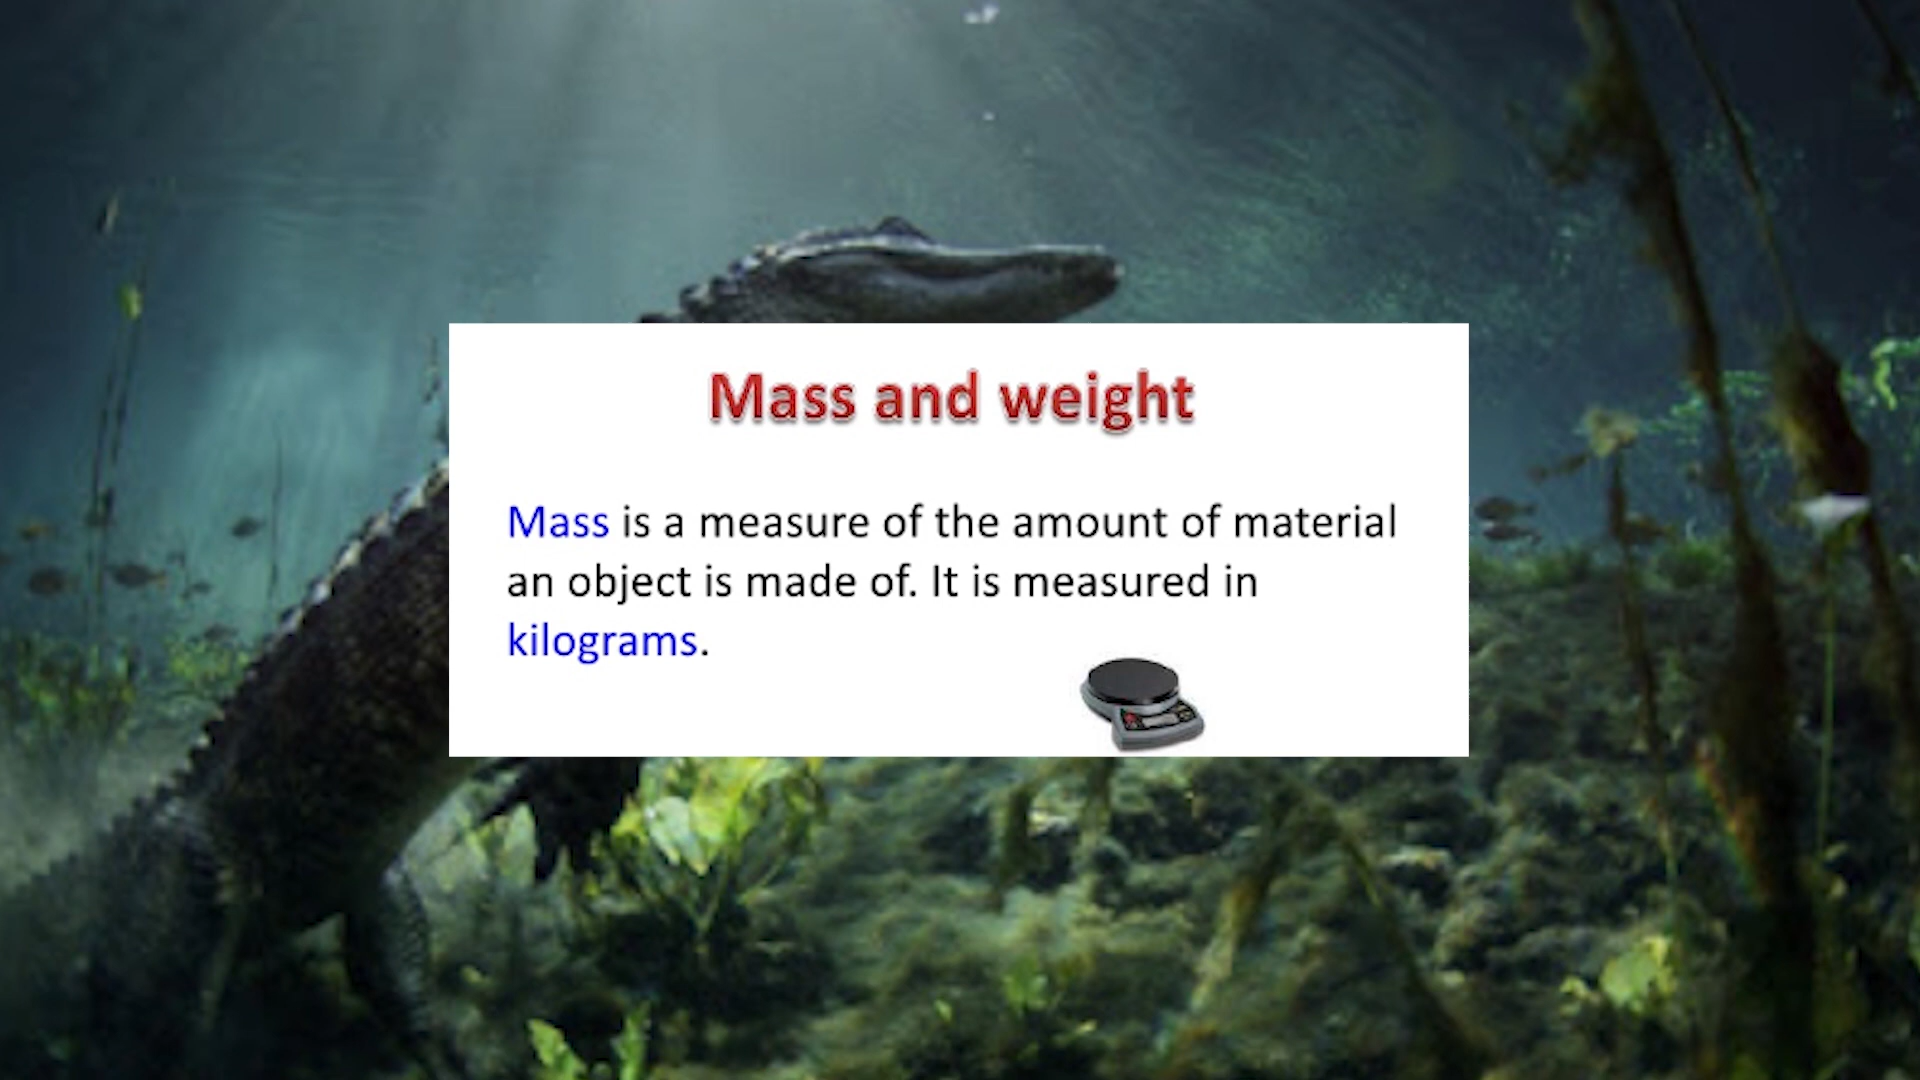 Mass and weight
Mass is a measure of the amount of material
an object is made of. It is measured in
kilograms.